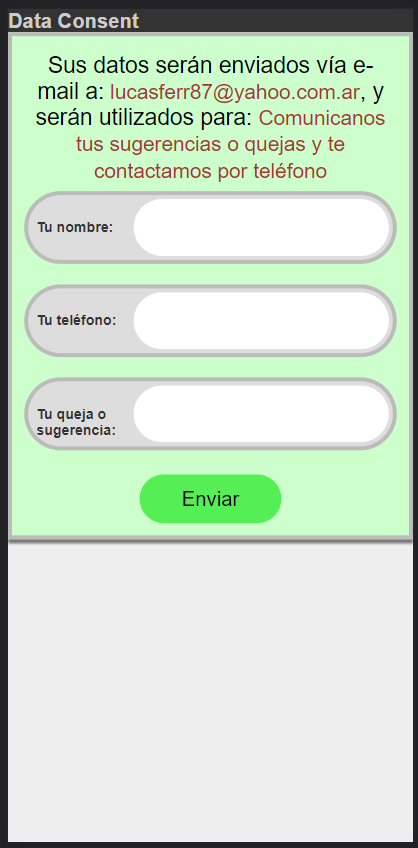 Data Consent
Sus datos serán enviados vía e-
mail a: lucasferr87@yahoo.com.ar, y
serán utilizados para: Comunicanos
tus sugerencias o quejas y te
contactamos por teléfono
Tu nombre:
Tu teléfono:
Tu queja o
sugerencia:
Enviar